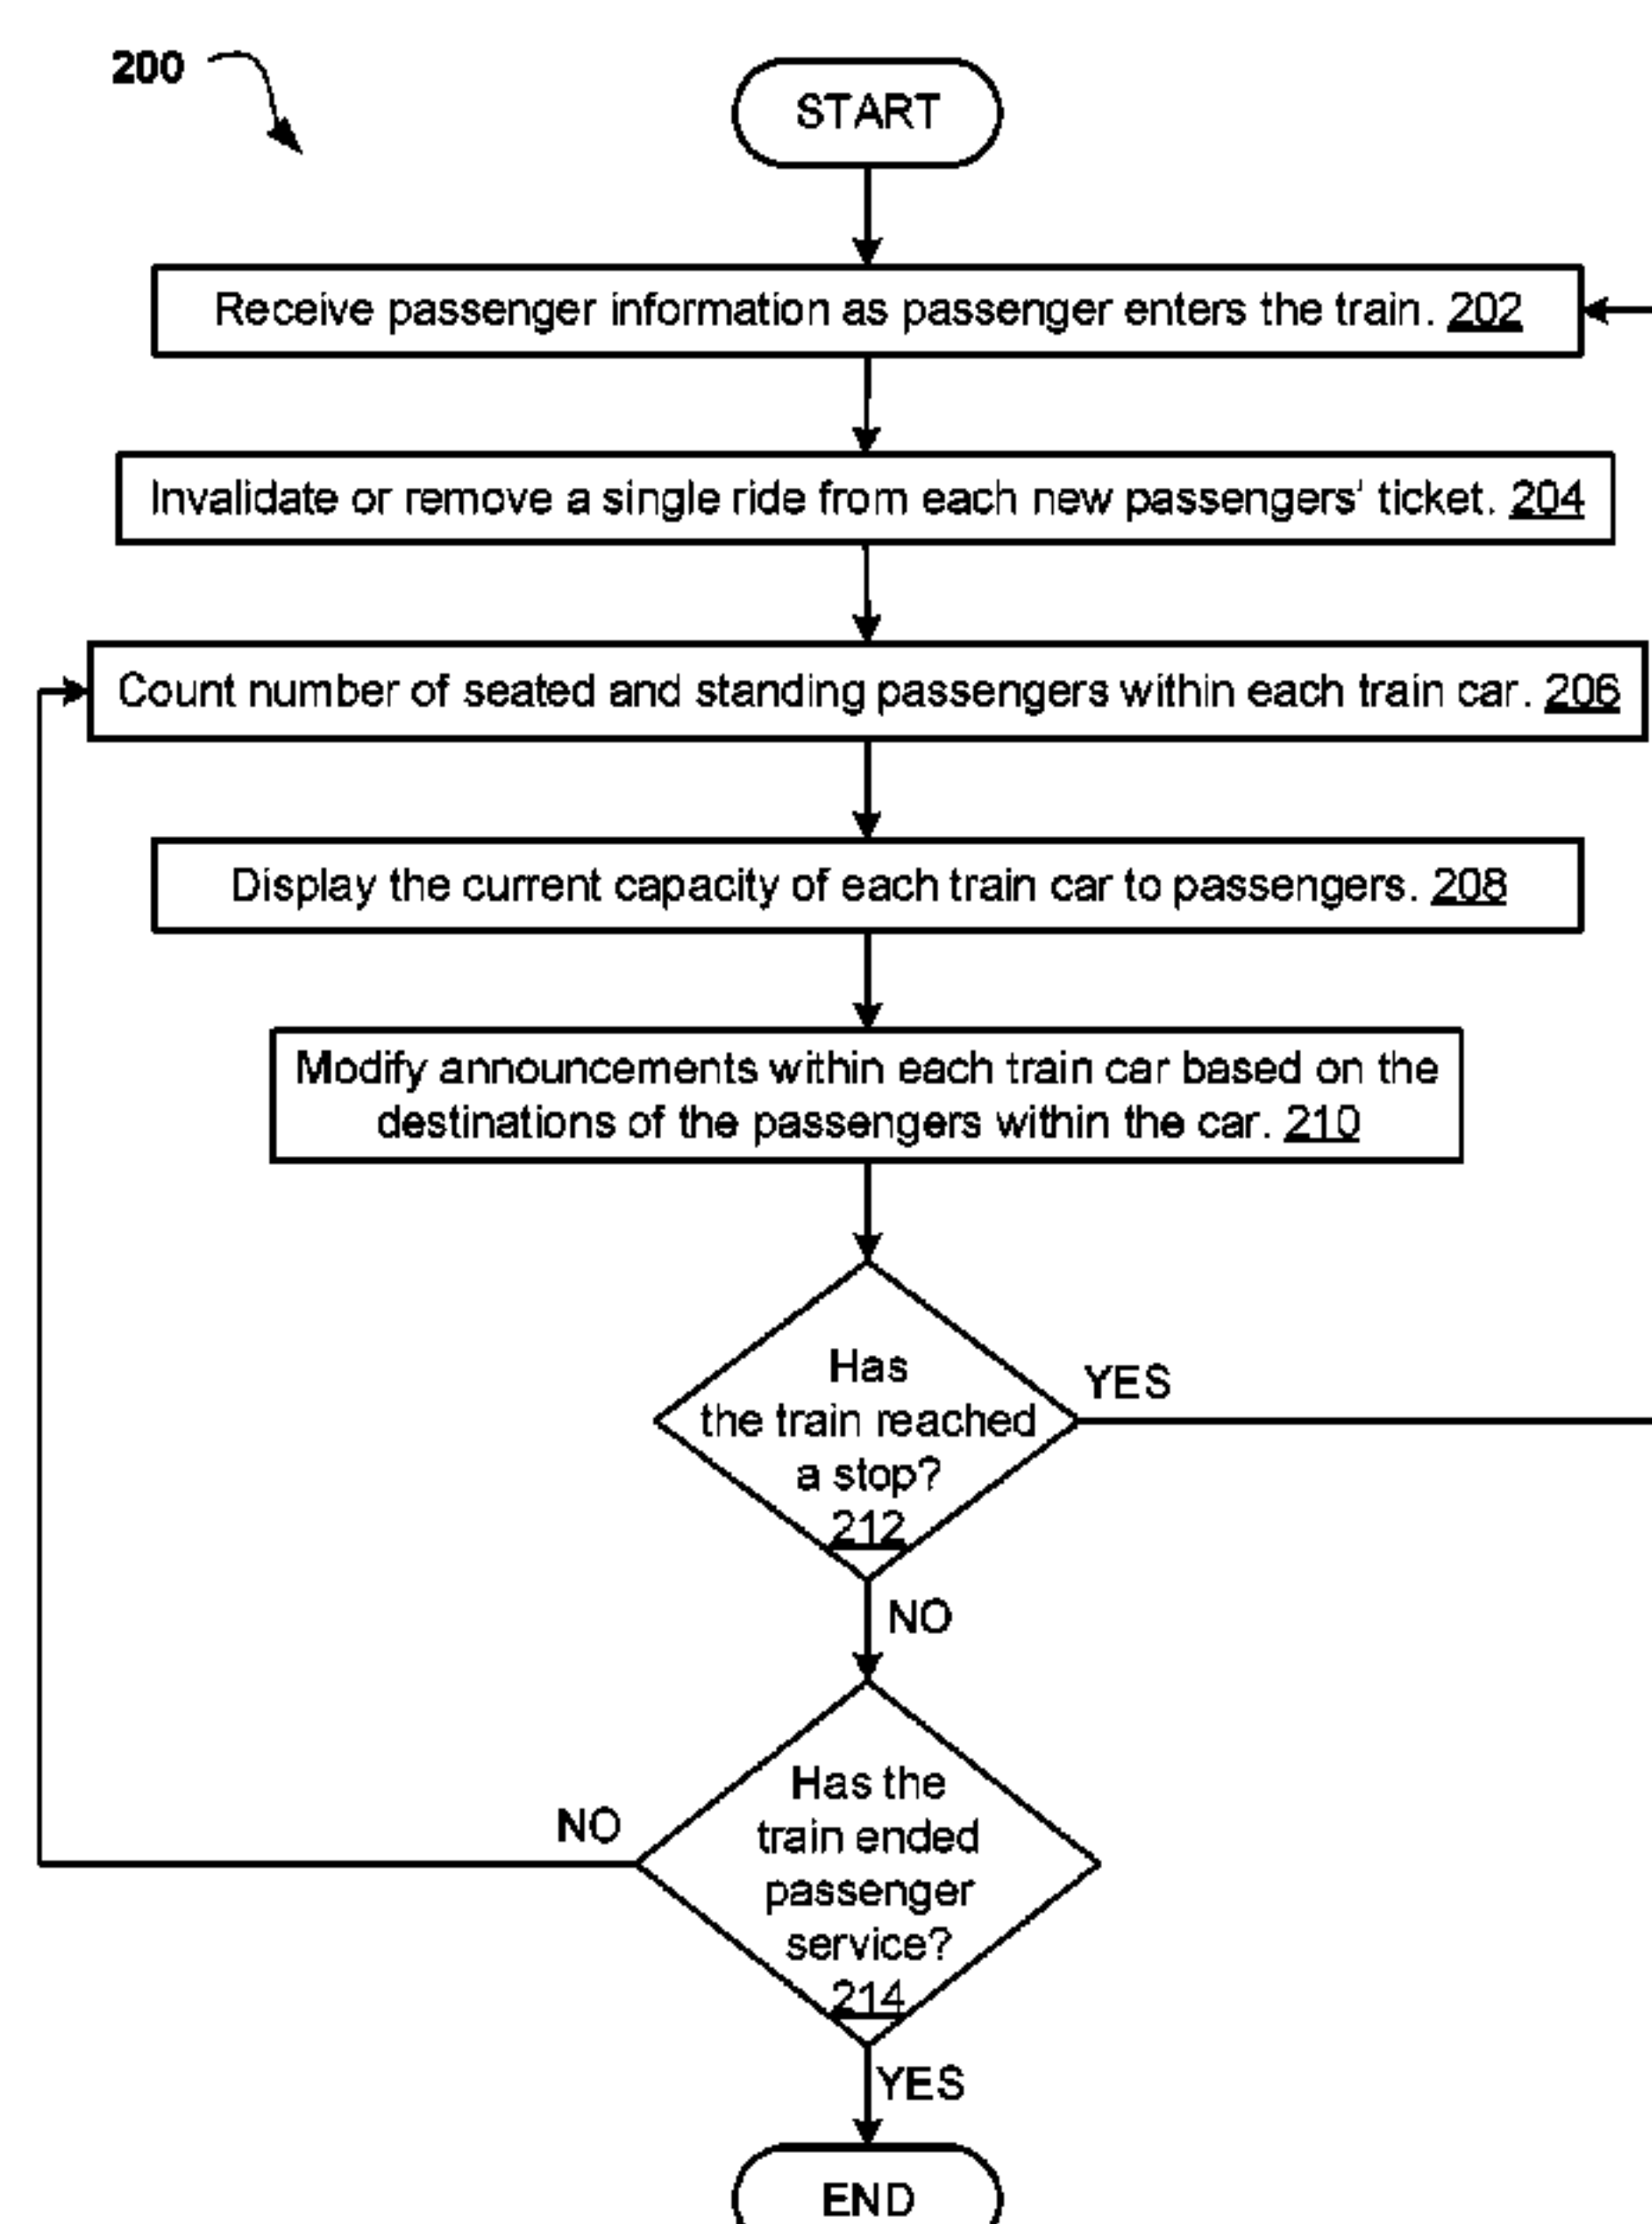 200
START
Receive passenger information as passenger enters the train. 202
Invalidate or remove a single ride from each new passengers' ticket. 204
Count number of seated and standing passengers within each train car. 206
Display the current capacity of each train car to passengers. 208
Modify announcements within each train car based on the
destinations of the passengers within the car. 210
Has
the train reached
a stop?
212
YES
NO
Has the
train ended
passenger
service?
214
NO
YES
END